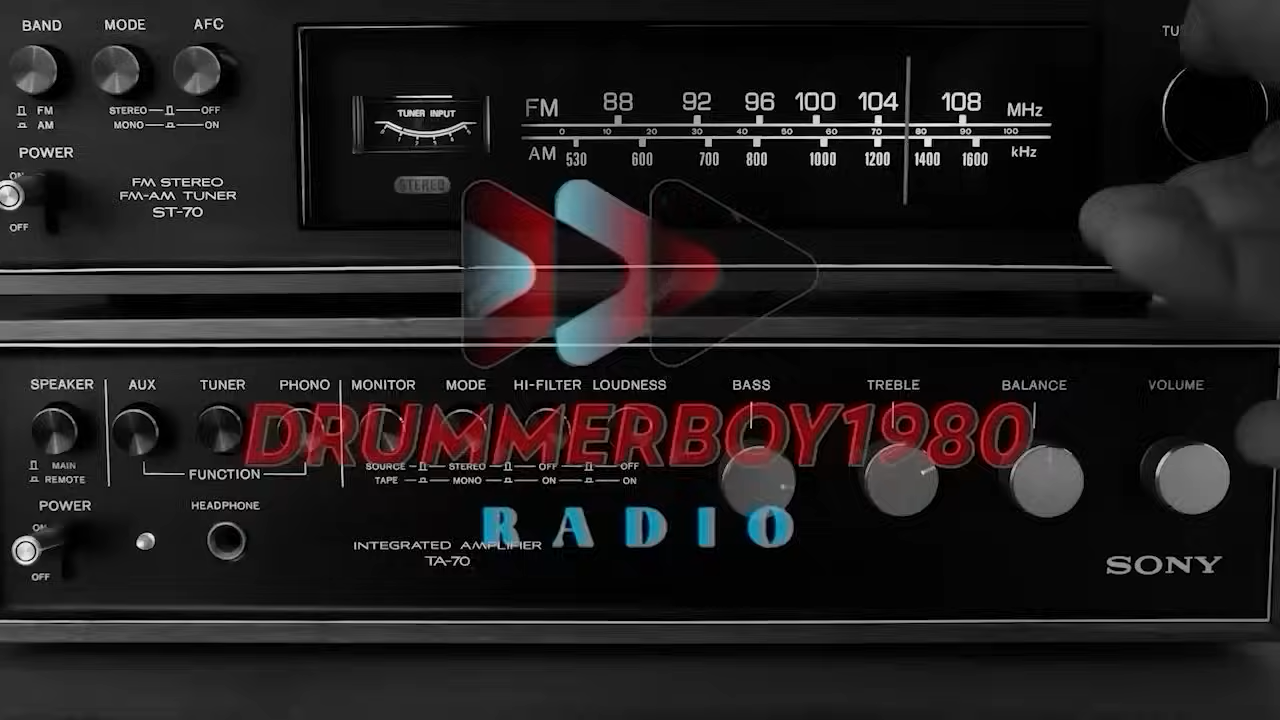 BAND MODE AFC
FM 88 92 96 100 104 108 MHz
0 10 20 30 40 50 60 70 80 90 100
AM 530 600 700 800 1000 1200 1400 1600 kHz
TUNER INPUT
FM
AM
STEREO OFF
MONO ON
POWER
ON
OFF
FM STEREO
FM-AM TUNER
ST-70
STEREO
SPEAKER AUX TUNER PHONO MONITOR MODE HI-FILTER LOUDNESS BASS TREBLE BALANCE VOLUME
DRUMMERBOY1980
MAIN
REMOTE
FUNCTION
SOURCE STEREO OFF OFF
TAPE MONO ON ON
POWER
ON
OFF
HEADPHONE
RADIO
INTEGRATED AMPLIFIER
TA-70
SONY